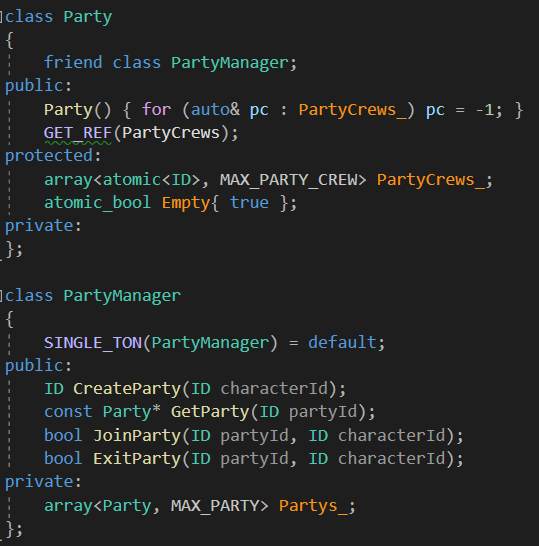 class Party
{
friend class PartyManager;
public:
Party() { for (auto& pc : PartyCrews_) pc = -1; }
GET_REF(PartyCrews);
protected:
array<atomic<ID>, MAX_PARTY_CREW> PartyCrews_;
atomic_bool Empty{ true };
private:
};
class PartyManager
{
SINGLE_TON(PartyManager) = default;
public:
ID CreateParty(ID characterId);
const Party* GetParty(ID partyId);
bool JoinParty(ID partyId, ID characterId);
bool ExitParty(ID partyId, ID characterId);
private:
array<Party, MAX_PARTY> Partys_;
};